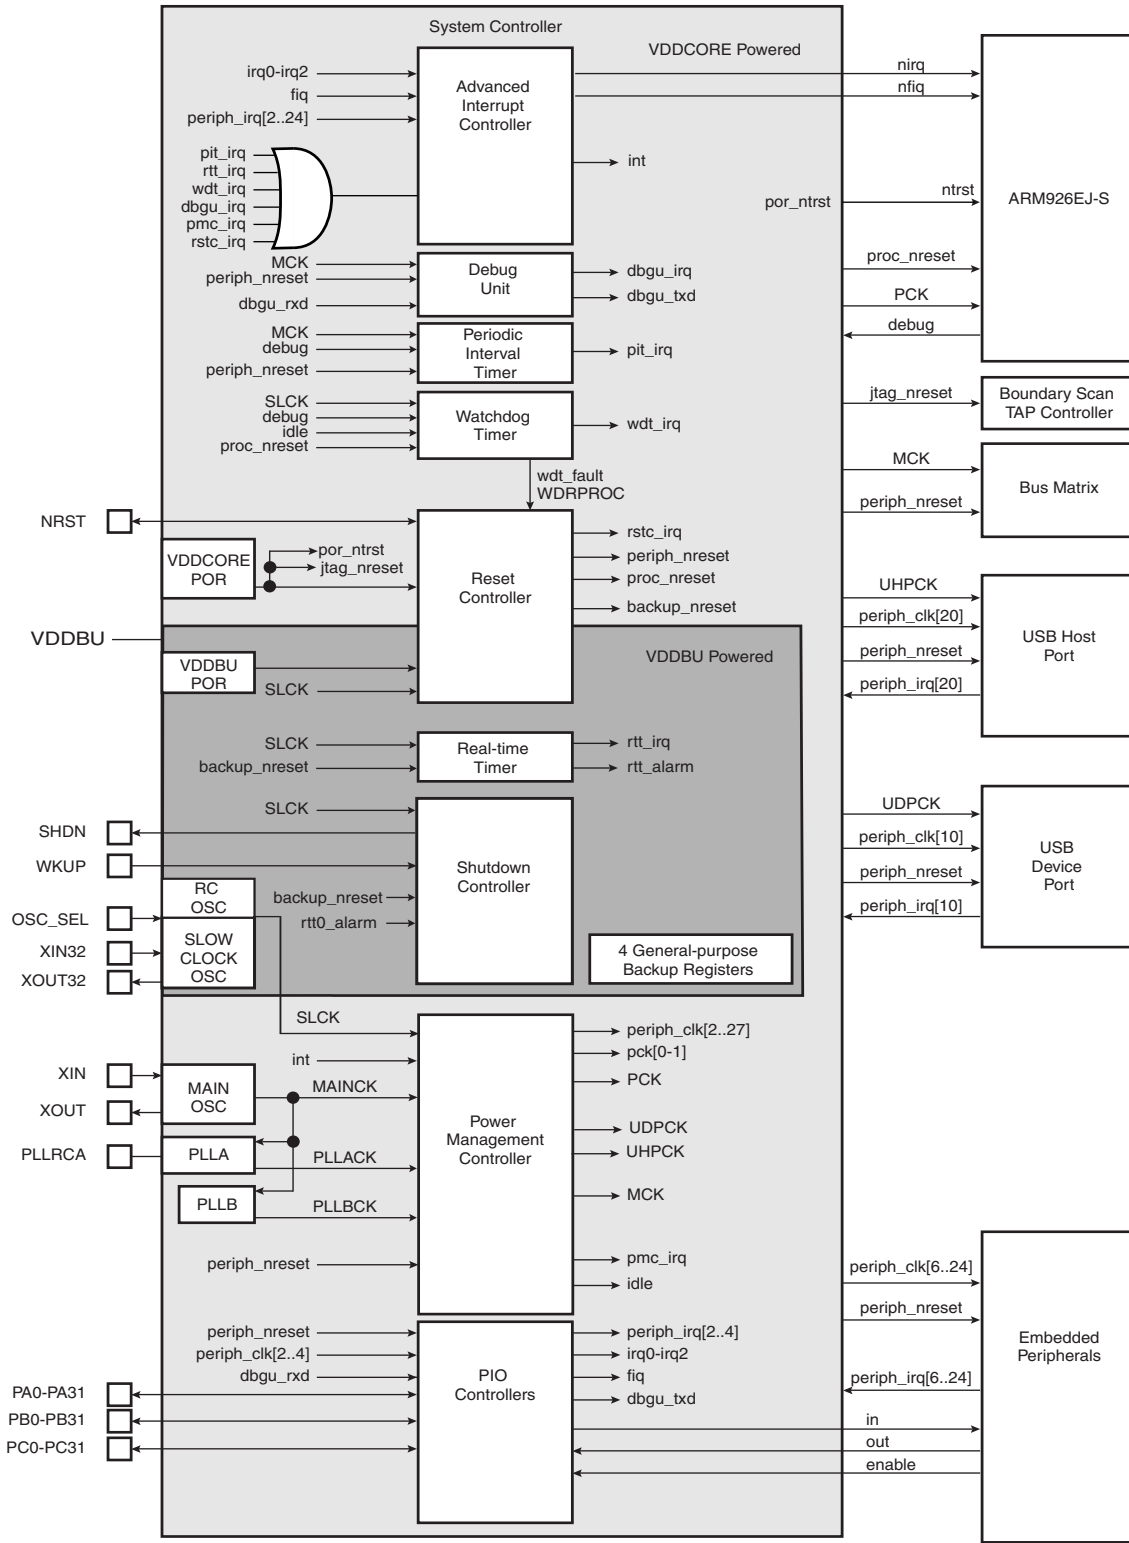 System Controller
VDDCORE Powered
irq0-irq2
fiq
periph_irq[2..24]
Advanced
Interrupt
Controller
nirq
nfiq
int
pit_irq
rtt_irq
wdt_irq
dbgu_irq
pmc_irq
rstc_irq
por_ntrst
ntrst
ARM926EJ-S
proc_nreset
PCK
debug
MCK
periph_nreset
dbgu_rxd
Debug
Unit
dbgu_irq
dbgu_txd
MCK
debug
periph_nreset
Periodic
Interval
Timer
pit_irq
SLCK
debug
idle
proc_nreset
Watchdog
Timer
wdt_irq
jtag_nreset
Boundary Scan
TAP Controller
wdt_fault
WDRPROC
MCK
periph_nreset
Bus Matrix
NRST
VDDCORE
POR
por_ntrst
jtag_nreset
Reset
Controller
rstc_irq
periph_nreset
proc_nreset
backup_nreset
UHPCK
periph_clk[20]
periph_nreset
periph_irq[20]
USB Host
Port
VDDBU
VDDBU Powered
VDDBU
POR
SLCK
SLCK
backup_nreset
Real-time
Timer
rtt_irq
rtt_alarm
SLCK
SHDN
WKUP
backup_nreset
rtt0_alarm
Shutdown
Controller
UDPCK
periph_clk[10]
periph_nreset
periph_irq[10]
USB
Device
Port
RC
OSC
OSC_SEL
XIN32
XOUT32
SLOW
CLOCK
OSC
4 General-purpose
Backup Registers
SLCK
int
XIN
XOUT
MAIN
OSC
MAINCK
PLLRCA
PLLA
PLLACK
PLLB
PLLBCK
periph_nreset
Power
Management
Controller
periph_clk[2..27]
pck[0-1]
PCK
UDPCK
UHPCK
MCK
pmc_irq
idle
periph_clk[6..24]
periph_nreset
periph_irq[6..24]
in
out
enable
Embedded
Peripherals
periph_nreset
periph_clk[2..4]
dbgu_rxd
PA0-PA31
PB0-PB31
PC0-PC31
PIO
Controllers
periph_irq[2..4]
irq0-irq2
fiq
dbgu_txd